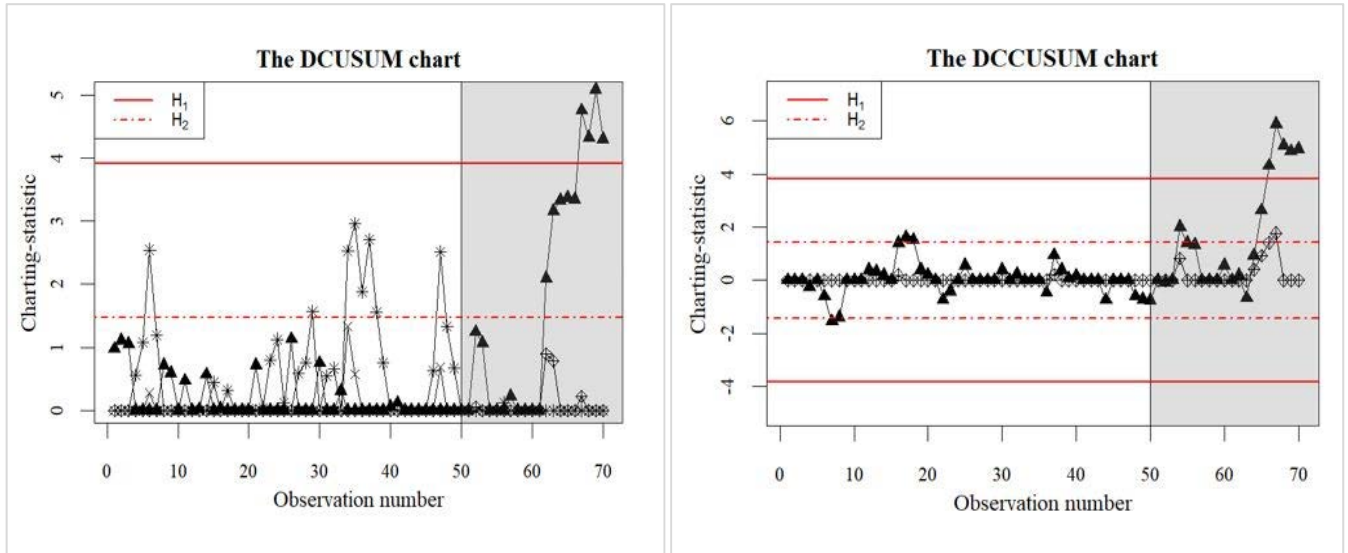 The DCUSUM chart
H₁
H₂
Charting-statistic
5
4
3
2
1
0
0 10 20 30 40 50 60 70
Observation number
The DCCUSUM chart
H₁
H₂
Charting-statistic
6
4
2
0
-2
-4
0 10 20 30 40 50 60 70
Observation number